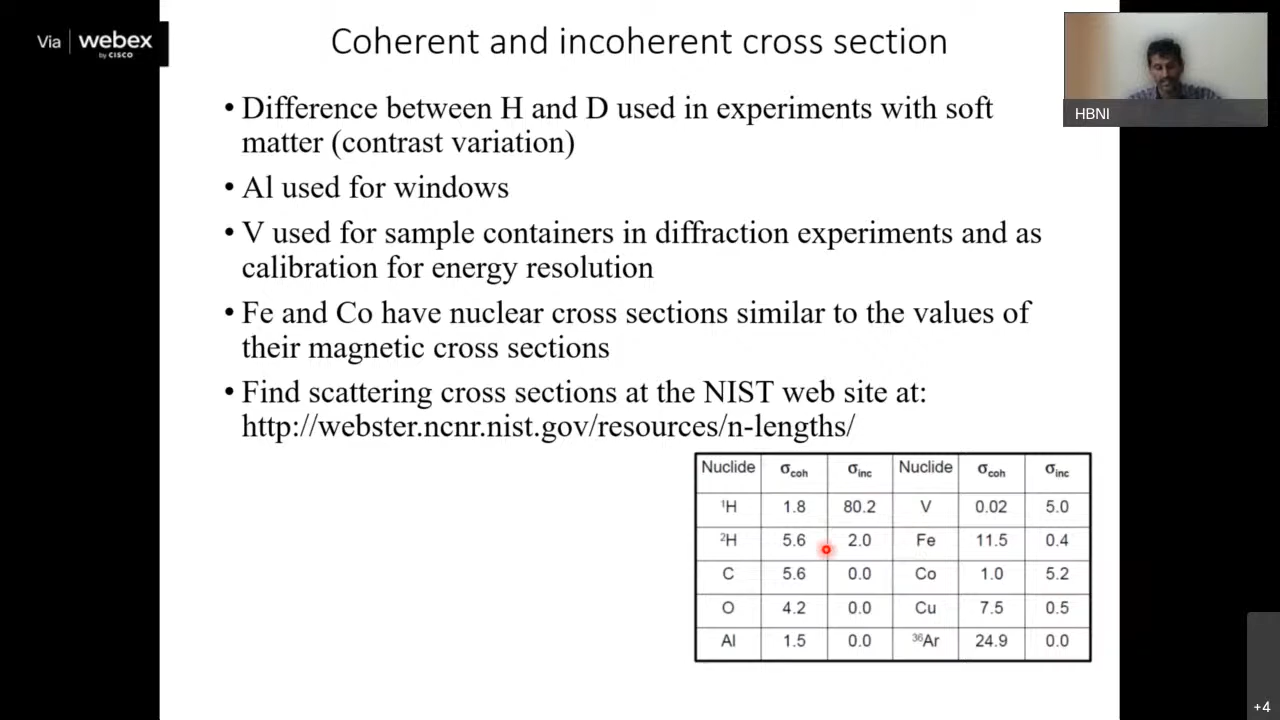 Via webex
by CISCO
Coherent and incoherent cross section
HBNI
• Difference between H and D used in experiments with soft
matter (contrast variation)
• Al used for windows
• V used for sample containers in diffraction experiments and as
calibration for energy resolution
• Fe and Co have nuclear cross sections similar to the values of
their magnetic cross sections
• Find scattering cross sections at the NIST web site at:
http://webster.ncnr.nist.gov/resources/n-lengths/
Nuclide σcoh σinc Nuclide σcoh σinc
¹H 1.8 80.2 V 0.02 5.0
²H 5.6 2.0 Fe 11.5 0.4
C 5.6 0.0 Co 1.0 5.2
O 4.2 0.0 Cu 7.5 0.5
Al 1.5 0.0 ³⁶Ar 24.9 0.0
+4